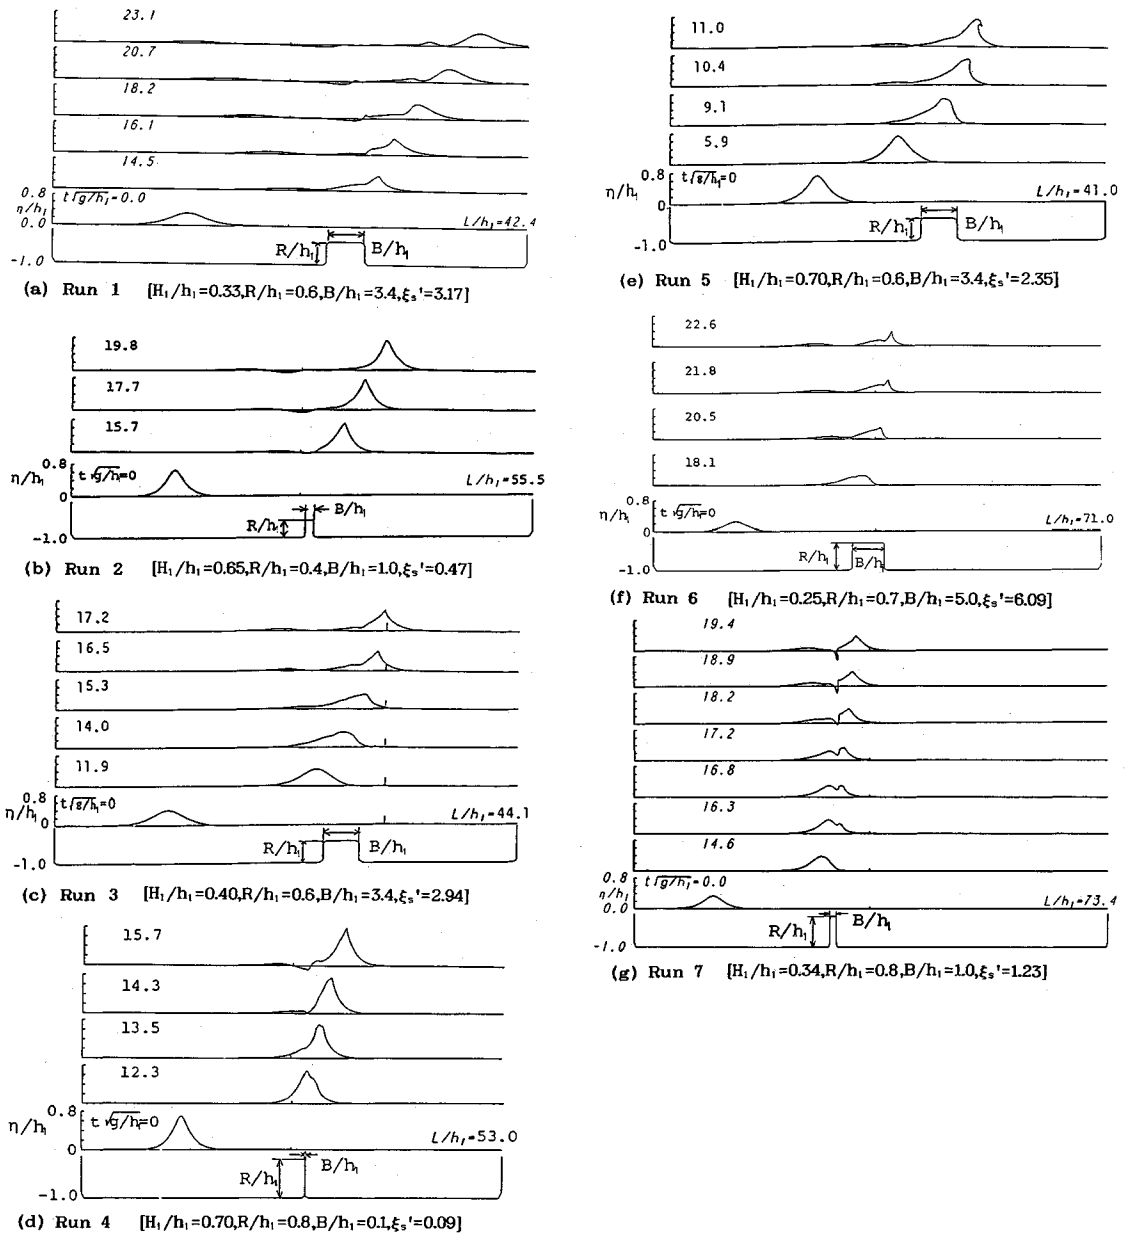 23.1
20.7
18.2
16.1
14.5
0.8
t√g/h₁=0.0
η/h₁
0.0
L/h₁=42.4
R/h₁
B/h₁
-1.0
(a) Run 1 [H₁/h₁=0.33,R/h₁=0.6,B/h₁=3.4,ξₛ'=3.17]
19.8
17.7
15.7
0.8
η/h₁
t√g/h₁=0
L/h₁=55.5
0
B/h₁
R/h₁
-1.0
(b) Run 2 [H₁/h₁=0.65,R/h₁=0.4,B/h₁=1.0,ξₛ'=0.47]
17.2
16.5
15.3
14.0
11.9
0.8
t√g/h₁=0
η/h₁
L/h₁=44.1
0
R/h₁
B/h₁
-1.0
(c) Run 3 [H₁/h₁=0.40,R/h₁=0.6,B/h₁=3.4,ξₛ'=2.94]
15.7
14.3
13.5
12.3
0.8
η/h₁
t√g/h₁=0
L/h₁=53.0
0
B/h₁
R/h₁
-1.0
(d) Run 4 [H₁/h₁=0.70,R/h₁=0.8,B/h₁=0.1,ξₛ'=0.09]
11.0
10.4
9.1
5.9
0.8
t√g/h₁=0
η/h₁
L/h₁=41.0
0
R/h₁
B/h₁
-1.0
(e) Run 5 [H₁/h₁=0.70,R/h₁=0.6,B/h₁=3.4,ξₛ'=2.35]
22.6
21.8
20.5
18.1
0.8
η/h₁
t√g/h₁=0
L/h₁=71.0
0
R/h₁
B/h₁
-1.0
(f) Run 6 [H₁/h₁=0.25,R/h₁=0.7,B/h₁=5.0,ξₛ'=6.09]
19.4
18.9
18.2
17.2
16.8
16.3
14.6
0.8
t√g/h₁=0.0
η/h₁
L/h₁=73.4
0.0
B/h₁
R/h₁
-1.0
(g) Run 7 [H₁/h₁=0.34,R/h₁=0.8,B/h₁=1.0,ξₛ'=1.23]